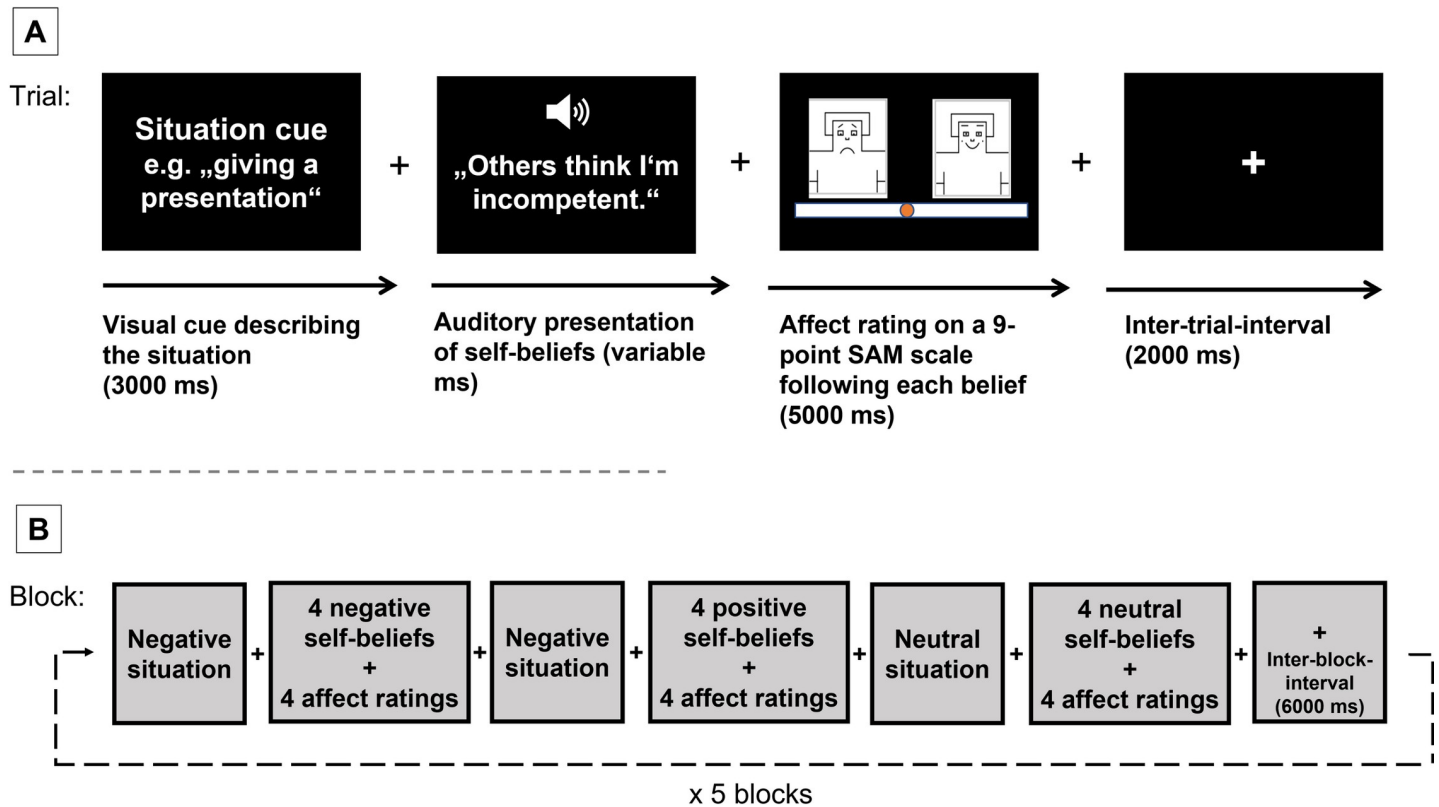 A
Trial:
Situation cue
e.g. „giving a
presentation“
+
„Others think I‘m
incompetent.“
+
+
+
Visual cue describing
the situation
(3000 ms)
Auditory presentation
of self-beliefs (variable
ms)
Affect rating on a 9-
point SAM scale
following each belief
(5000 ms)
Inter-trial-interval
(2000 ms)
B
Block:
Negative
situation
+
4 negative
self-beliefs
+
4 affect ratings
+
Negative
situation
+
4 positive
self-beliefs
+
4 affect ratings
+
Neutral
situation
+
4 neutral
self-beliefs
+
4 affect ratings
+
+
Inter-block-
interval
(6000 ms)
x 5 blocks